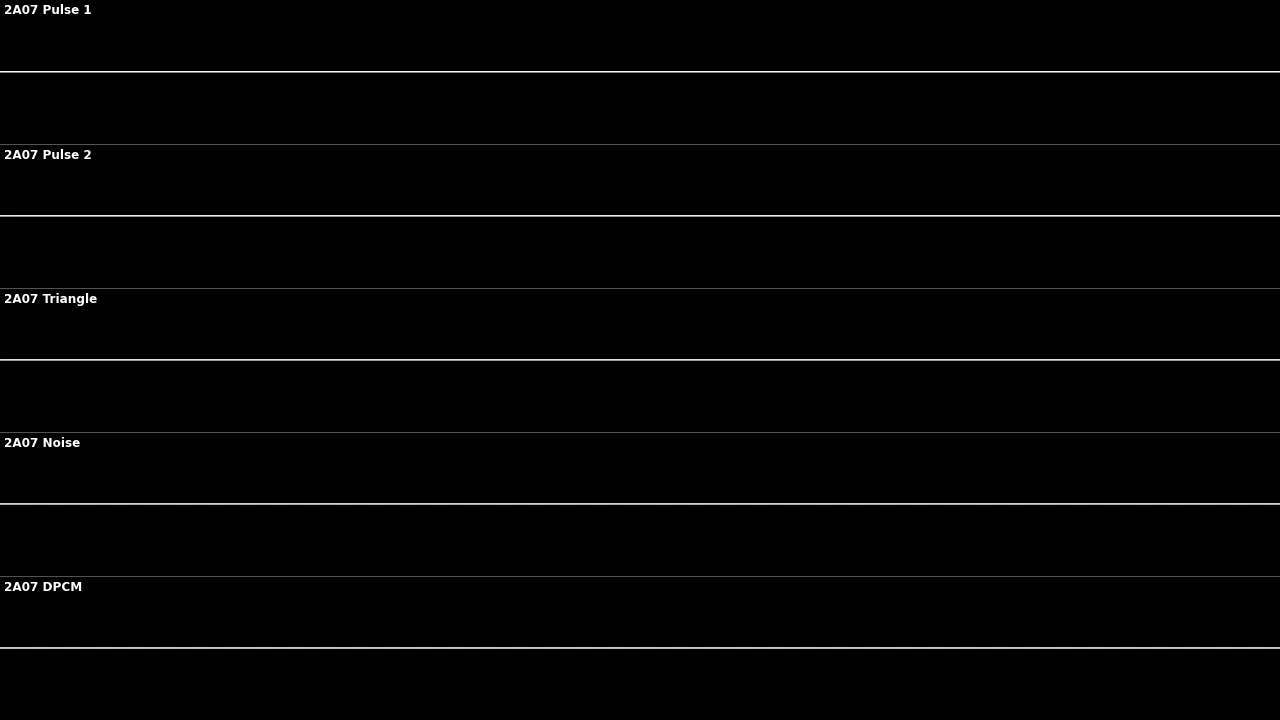 2A07 Pulse 1
2A07 Pulse 2
2A07 Triangle
2A07 Noise
2A07 DPCM